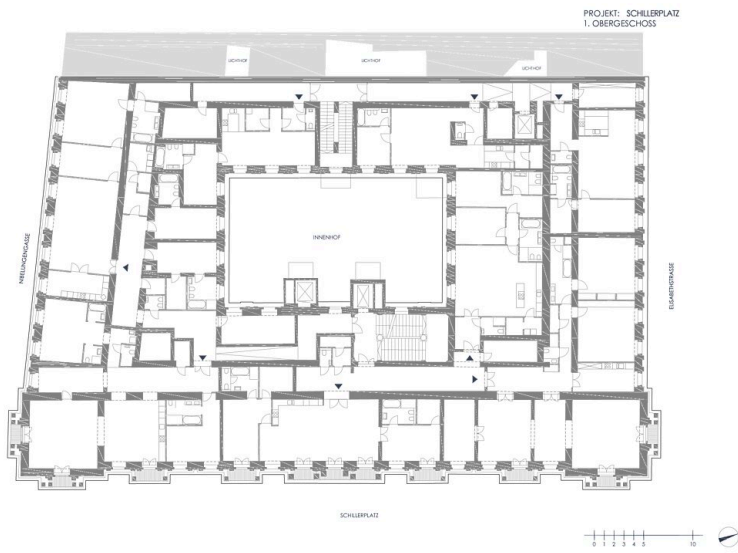 PROJEKT: SCHILLERPLATZ
1. OBERGESCHOSS
LICHTHOF
LICHTHOF
LICHTHOF
INNENHOF
NIBELUNGENGASSE
ELISABETHSTRASSE
SCHILLERPLATZ
0 1 2 3 4 5 10